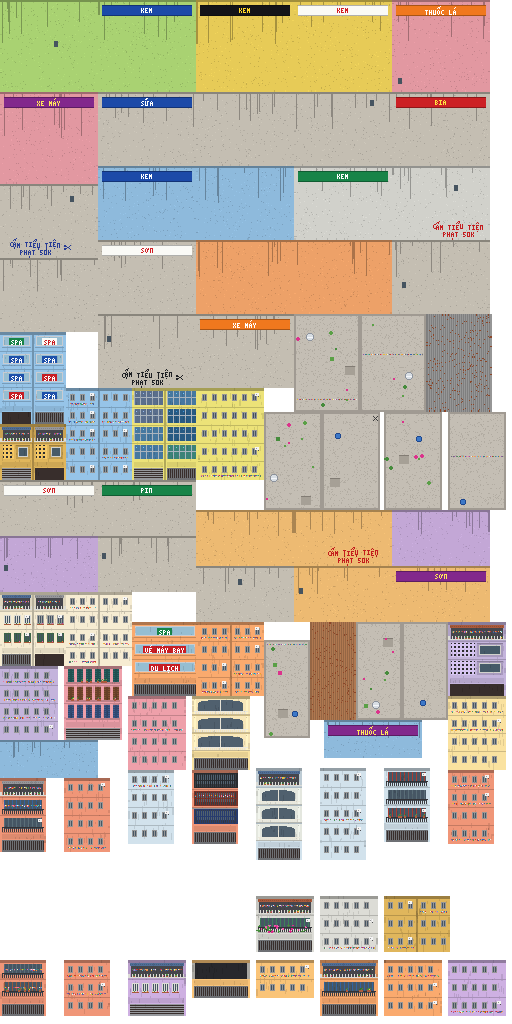 KEM
KEM
KEM
THUỐC LÁ
XE MÁY
SỮA
BIA
KEM
KEM
CẤM TIỂU TIỆN
PHẠT 50K
CẤM TIỂU TIỆN
PHẠT 50K
SƠN
XE MÁY
SPA
SPA
SPA
SPA
SPA
SPA
SPA
SPA
CẤM TIỂU TIỆN
PHẠT 50K
SƠN
PIN
CẤM TIỂU TIỆN
PHẠT 50K
SƠN
SPA
VÉ MÁY BAY
DU LỊCH
THUỐC LÁ